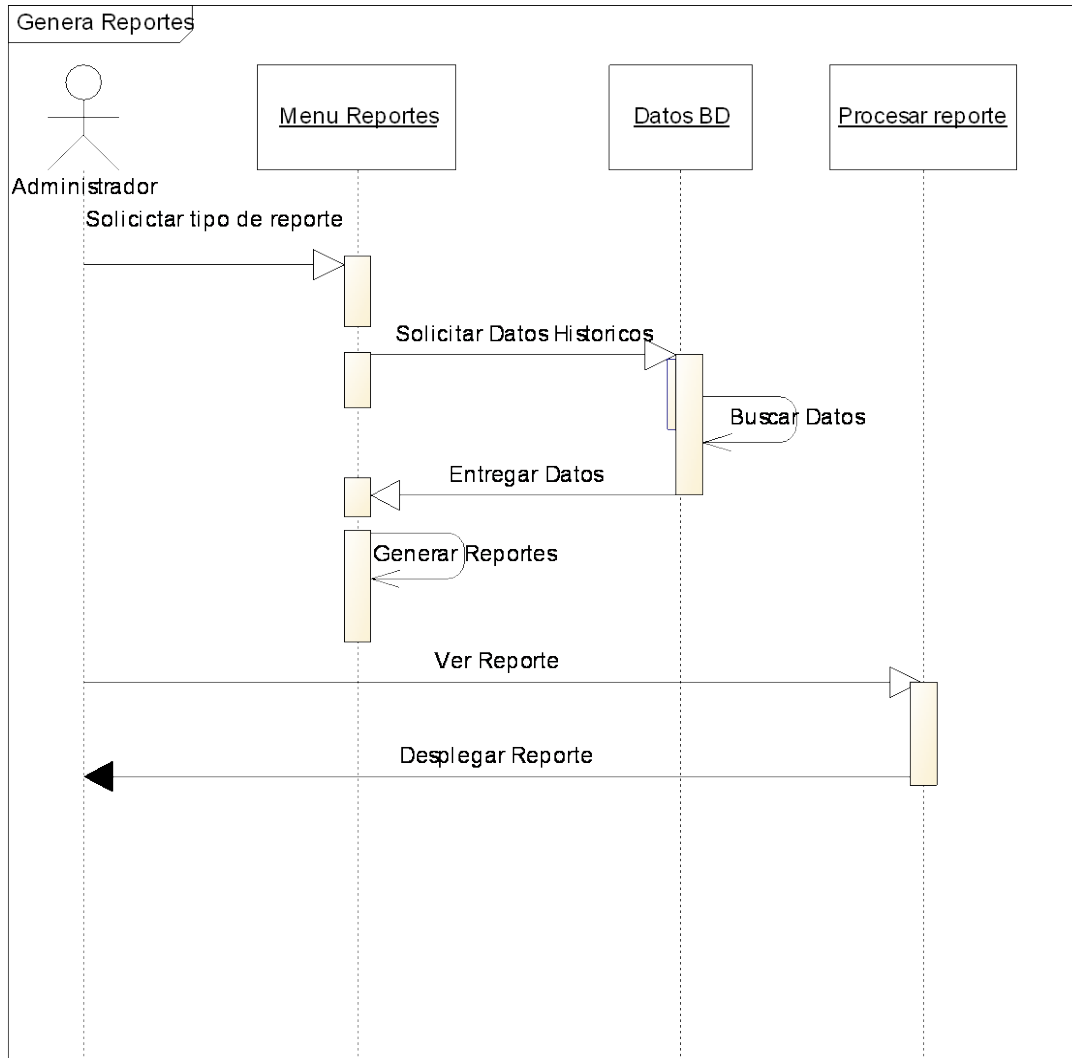 Genera Reportes
Menu Reportes
Datos BD
Procesar reporte
Administrador
Solicictar tipo de reporte
Solicitar Datos Historicos
Buscar Datos
Entregar Datos
Generar Reportes
Ver Reporte
Desplegar Reporte